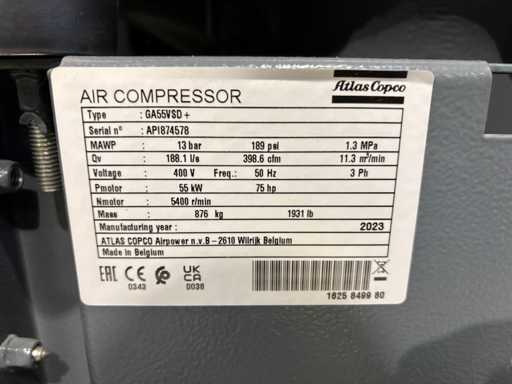 Atlas Copco
AIR COMPRESSOR
Type : GA55VSD+
Serial n° : API874578
MAWP : 13 bar 189 psi 1.3 MPa
Qv : 188.1 l/s 398.6 cfm 11.3 m³/min
Voltage : 400 V Freq.: 50 Hz 3 Ph
Pmotor : 55 kW 75 hp
Nmotor : 5400 r/min
Mass : 876 kg 1931 lb
Manufacturing year : 2023
ATLAS COPCO Airpower n.v.B - 2610 Wilrijk Belgium
Made in Belgium
EAC CE UK CA
0343 0036
1625 8499 80